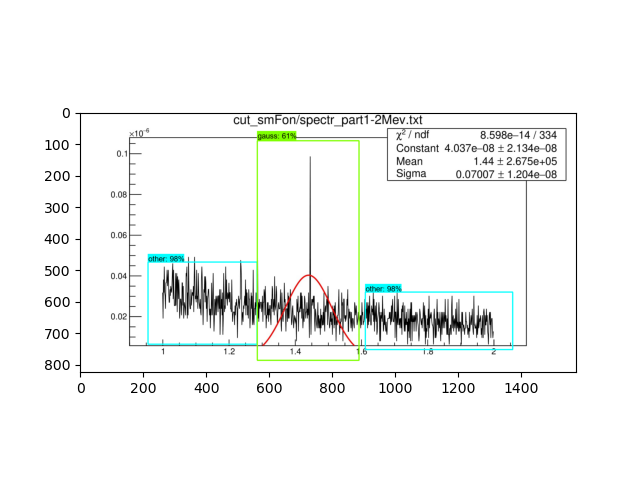 cut_smFon/spectr_part1-2Mev.txt
×10⁻⁶
gauss: 61%
χ² / ndf 8.598e–14 / 334
Constant 4.037e–08 ± 2.134e–08
Mean 1.44 ± 2.675e+05
Sigma 0.07007 ± 1.204e–08
0.1
0.08
0.06
0.04
0.02
other: 98%
other: 98%
1 1.2 1.4 1.6 1.8 2
0
100
200
300
400
500
600
700
800
0 200 400 600 800 1000 1200 1400